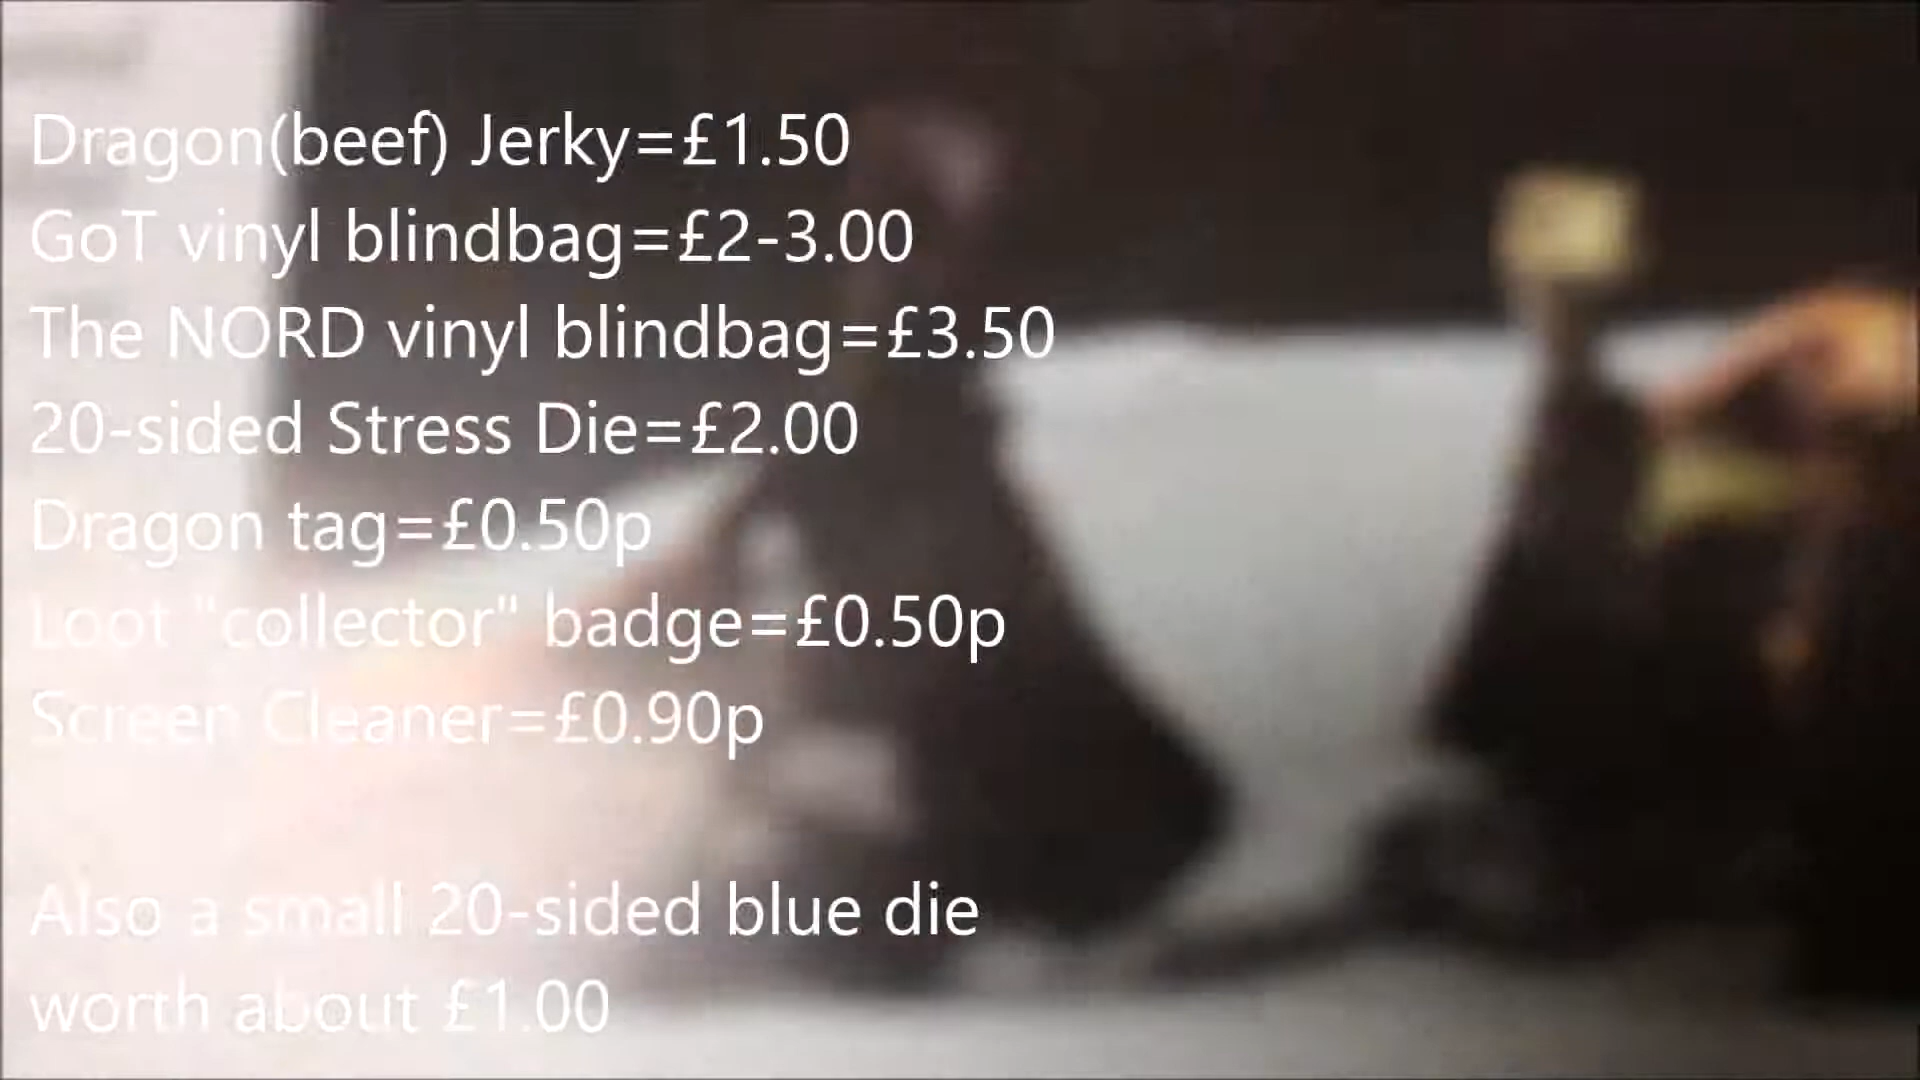 Dragon(beef) Jerky=£1.50
GoT vinyl blindbag=£2-3.00
The NORD vinyl blindbag=£3.50
20-sided Stress Die=£2.00
Dragon tag=£0.50p
Loot "collector" badge=£0.50p
Screen Cleaner=£0.90p
Also a small 20-sided blue die
worth about £1.00